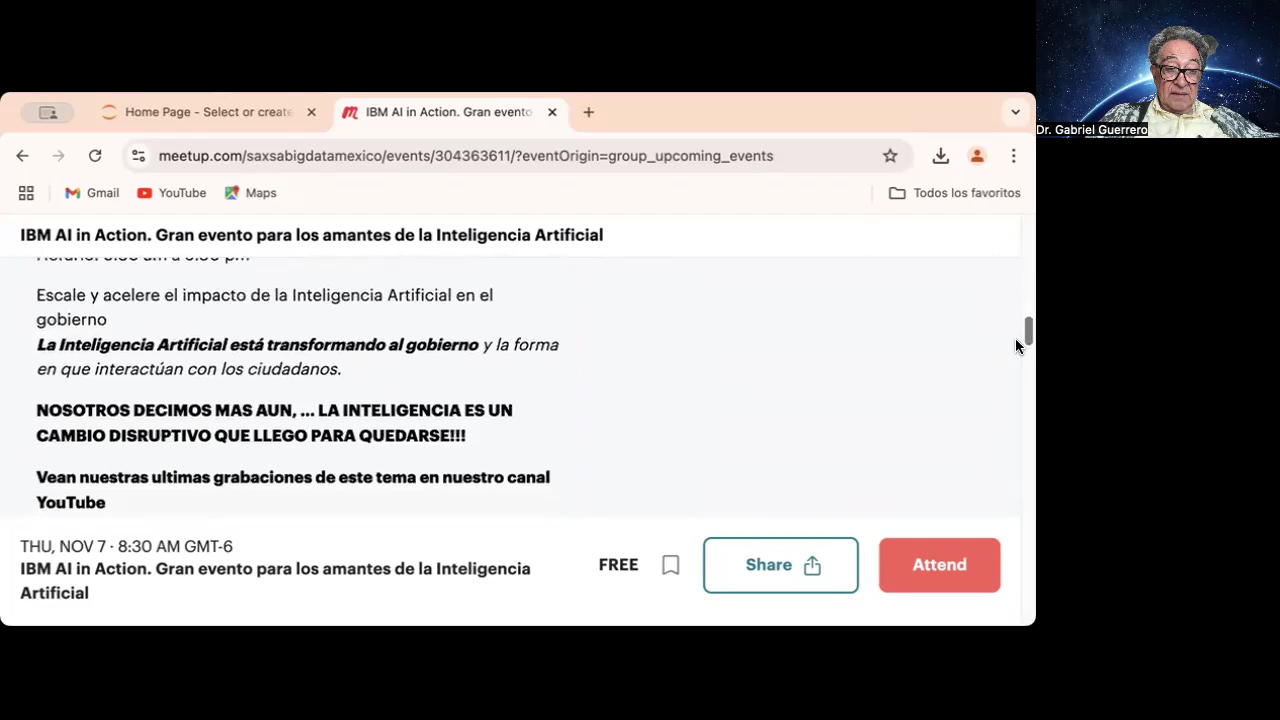 Home Page - Select or create
IBM AI in Action. Gran evento
Dr. Gabriel Guerrero
meetup.com/saxsabigdatamexico/events/304363611/?eventOrigin=group_upcoming_events
Gmail
YouTube
Maps
Todos los favoritos
IBM AI in Action. Gran evento para los amantes de la Inteligencia Artificial
Escale y acelere el impacto de la Inteligencia Artificial en el
gobierno
La Inteligencia Artificial está transformando al gobierno y la forma
en que interactúan con los ciudadanos.
NOSOTROS DECIMOS MAS AUN, ... LA INTELIGENCIA ES UN
CAMBIO DISRUPTIVO QUE LLEGO PARA QUEDARSE!!!
Vean nuestras ultimas grabaciones de este tema en nuestro canal
YouTube
THU, NOV 7 · 8:30 AM GMT-6
IBM AI in Action. Gran evento para los amantes de la Inteligencia
Artificial
FREE
Share
Attend